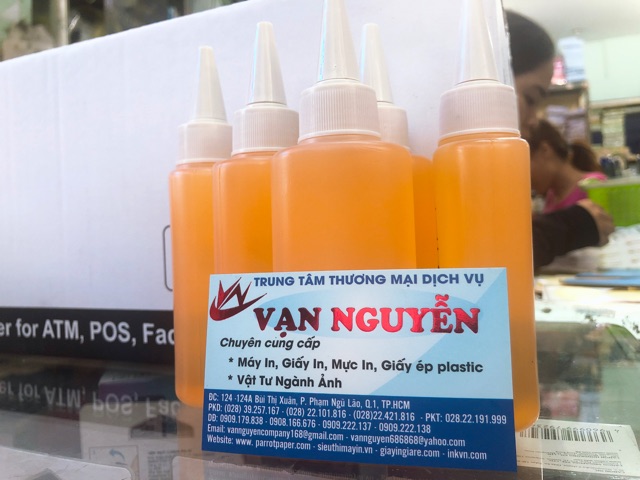 er for ATM, POS, Fac
TRUNG TÂM THƯƠNG MẠI DỊCH VỤ
VẠN NGUYỄN
Chuyên cung cấp
* Máy In, Giấy In, Mực In, Giấy ép plastic
* Vật Tư Ngành Ảnh
ĐC: 124 -124A Bùi Thị Xuân, P. Phạm Ngũ Lão, Q.1, TP.HCM
PKD: (028) 39.257.167 - (028) 22.101.816 - (028)22.421.816 - PKT: 028.22.191.999
DD: 0909.179.838 - 0908.166.676 - 0909.222.137 - 0909.222.138
Email: vannguyencompany168@gmail.com - vannguyen686868@yahoo.com
Website: www. parrotpaper.com - sieuthimayin.vn - giayingiare.com - inkvn.com